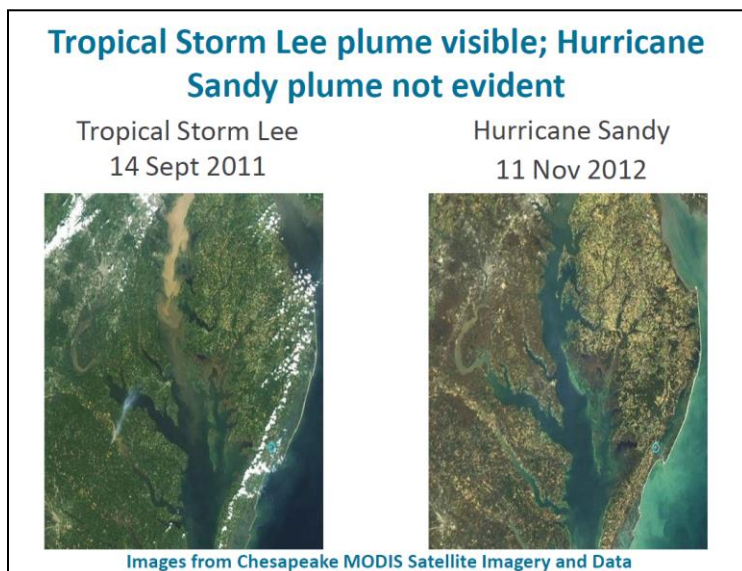 Tropical Storm Lee plume visible; Hurricane
Sandy plume not evident
Tropical Storm Lee
14 Sept 2011
Hurricane Sandy
11 Nov 2012
Images from Chesapeake MODIS Satellite Imagery and Data